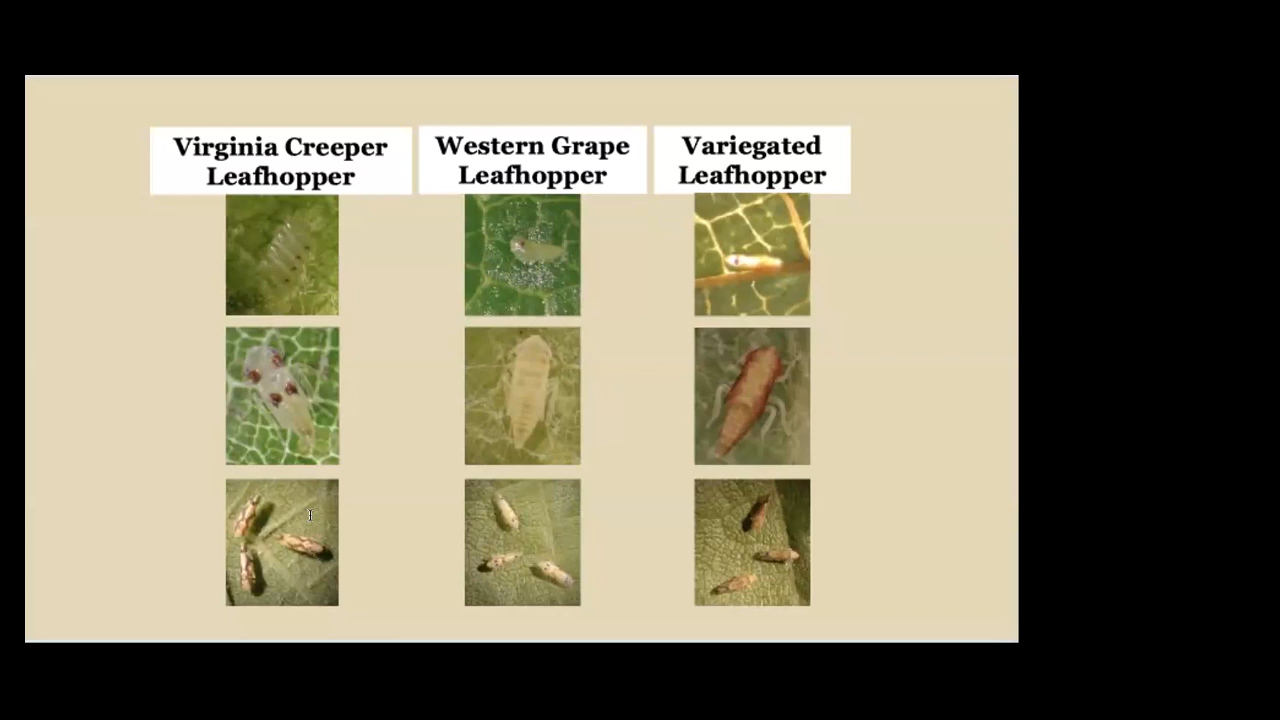 Virginia Creeper
Leafhopper
Western Grape
Leafhopper
Variegated
Leafhopper